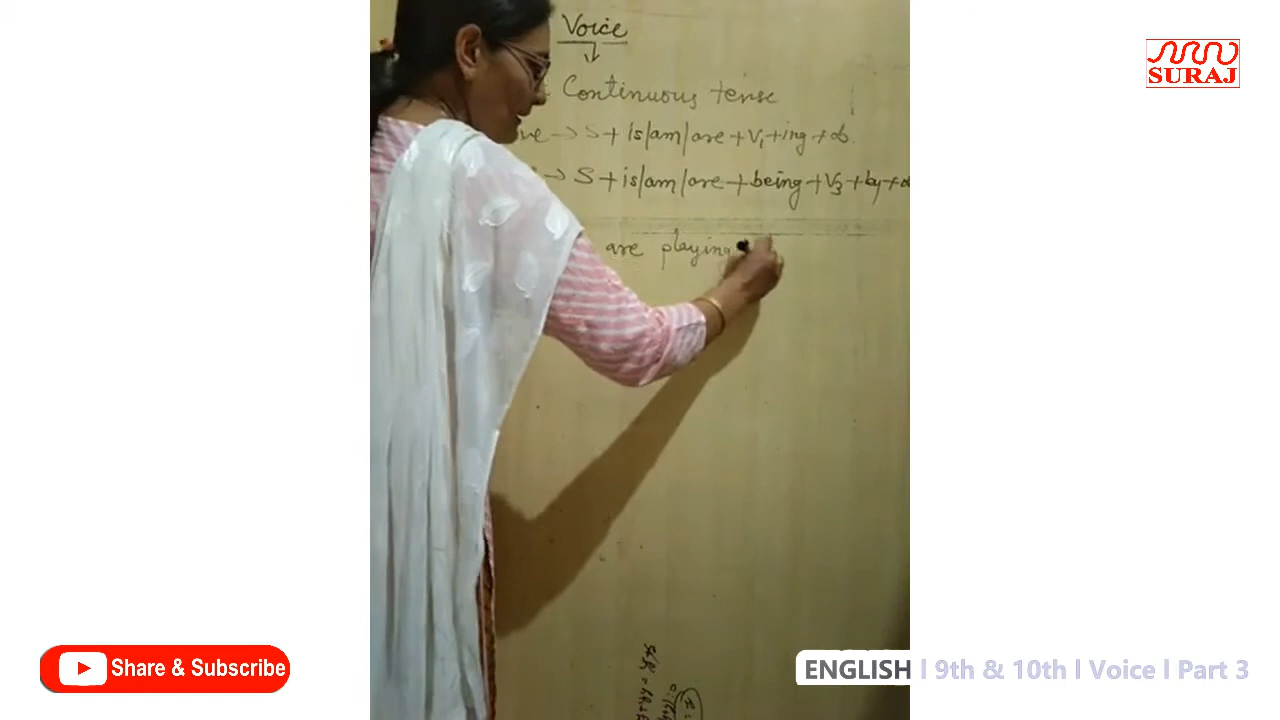 Voice
SURAJ
Continuous tense
ve → S + is/am/are + V₁ + ing + ob.
→ S + is/am/are + being + V₃ + by + o
are playing
Share & Subscribe
ENGLISH l 9th & 10th l Voice l Part 3